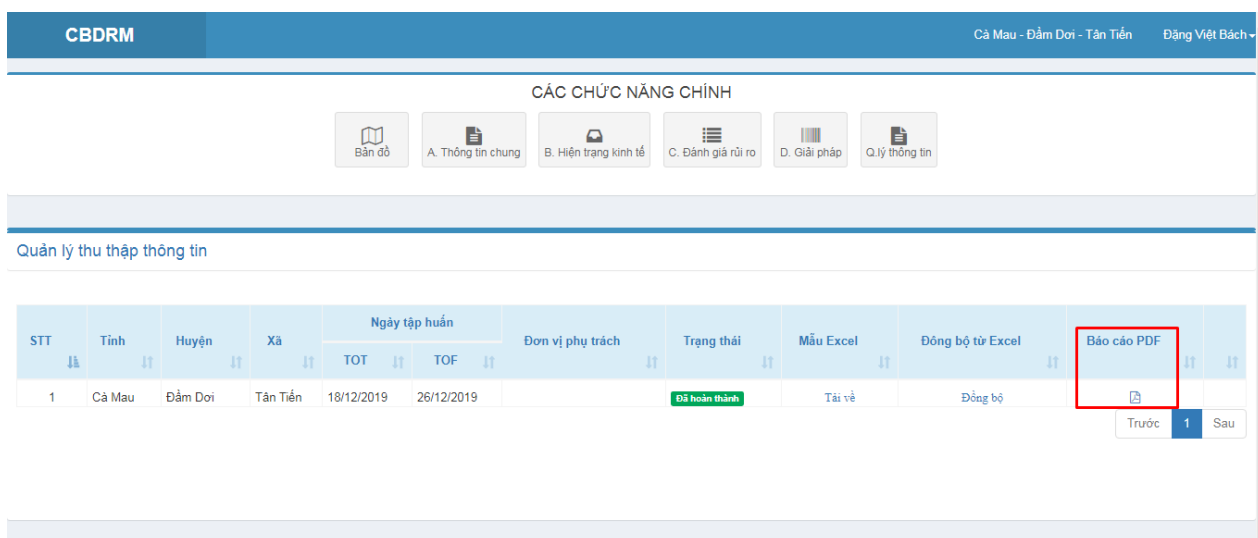 CBDRM
Cà Mau - Đầm Dơi - Tân Tiến
Đặng Việt Bách
CÁC CHỨC NĂNG CHÍNH
Bản đồ
A. Thông tin chung
B. Hiện trạng kinh tế
C. Đánh giá rủi ro
D. Giải pháp
Q.lý thông tin
Quản lý thu thập thông tin
STT
Tỉnh
Huyện
Xã
Ngày tập huấn
TOT
TOF
Đơn vị phụ trách
Trạng thái
Mẫu Excel
Đồng bộ từ Excel
Báo cáo PDF
1
Cà Mau
Đầm Dơi
Tân Tiến
18/12/2019
26/12/2019
Đã hoàn thành
Tải về
Đồng bộ
Trước
1
Sau